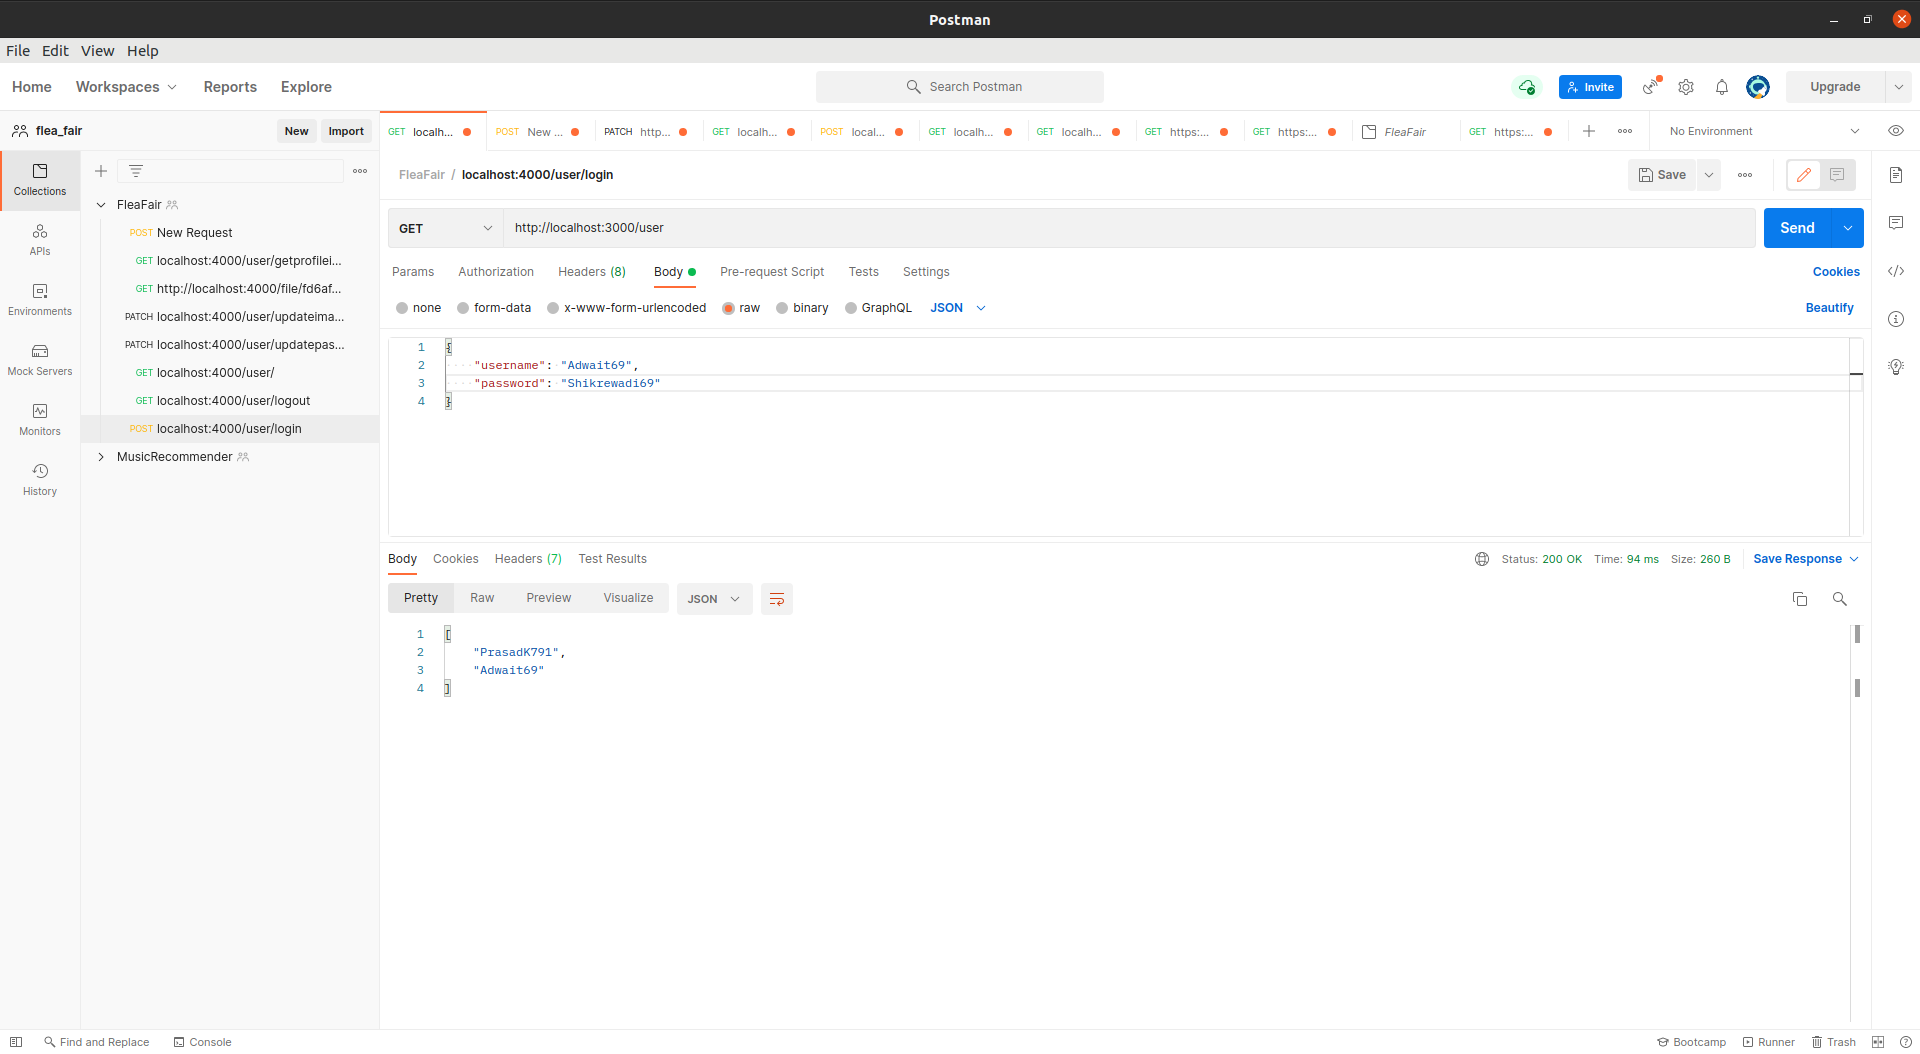 Postman
File Edit View Help
Home Workspaces Reports Explore Search Postman Invite Upgrade
flea_fair New Import
GET localh... POST New ... PATCH http... GET localh... POST local... GET localh... GET localh... GET https:... GET https:... FleaFair GET https:... No Environment
Collections
APIs
Environments
Mock Servers
Monitors
History
FleaFair
POST New Request
GET localhost:4000/user/getprofilei...
GET http://localhost:4000/file/fd6af...
PATCH localhost:4000/user/updateima...
PATCH localhost:4000/user/updatepas...
GET localhost:4000/user/
GET localhost:4000/user/logout
POST localhost:4000/user/login
MusicRecommender
FleaFair / localhost:4000/user/login Save
GET http://localhost:3000/user Send
Params Authorization Headers (8) Body Pre-request Script Tests Settings Cookies
none form-data x-www-form-urlencoded raw binary GraphQL JSON Beautify
1 {
2 "username": "Adwait69",
3 "password": "Shikrewadi69"
4 }
Body Cookies Headers (7) Test Results Status: 200 OK Time: 94 ms Size: 260 B Save Response
Pretty Raw Preview Visualize JSON
1 [
2 "PrasadK791",
3 "Adwait69"
4 ]
Find and Replace Console Bootcamp Runner Trash